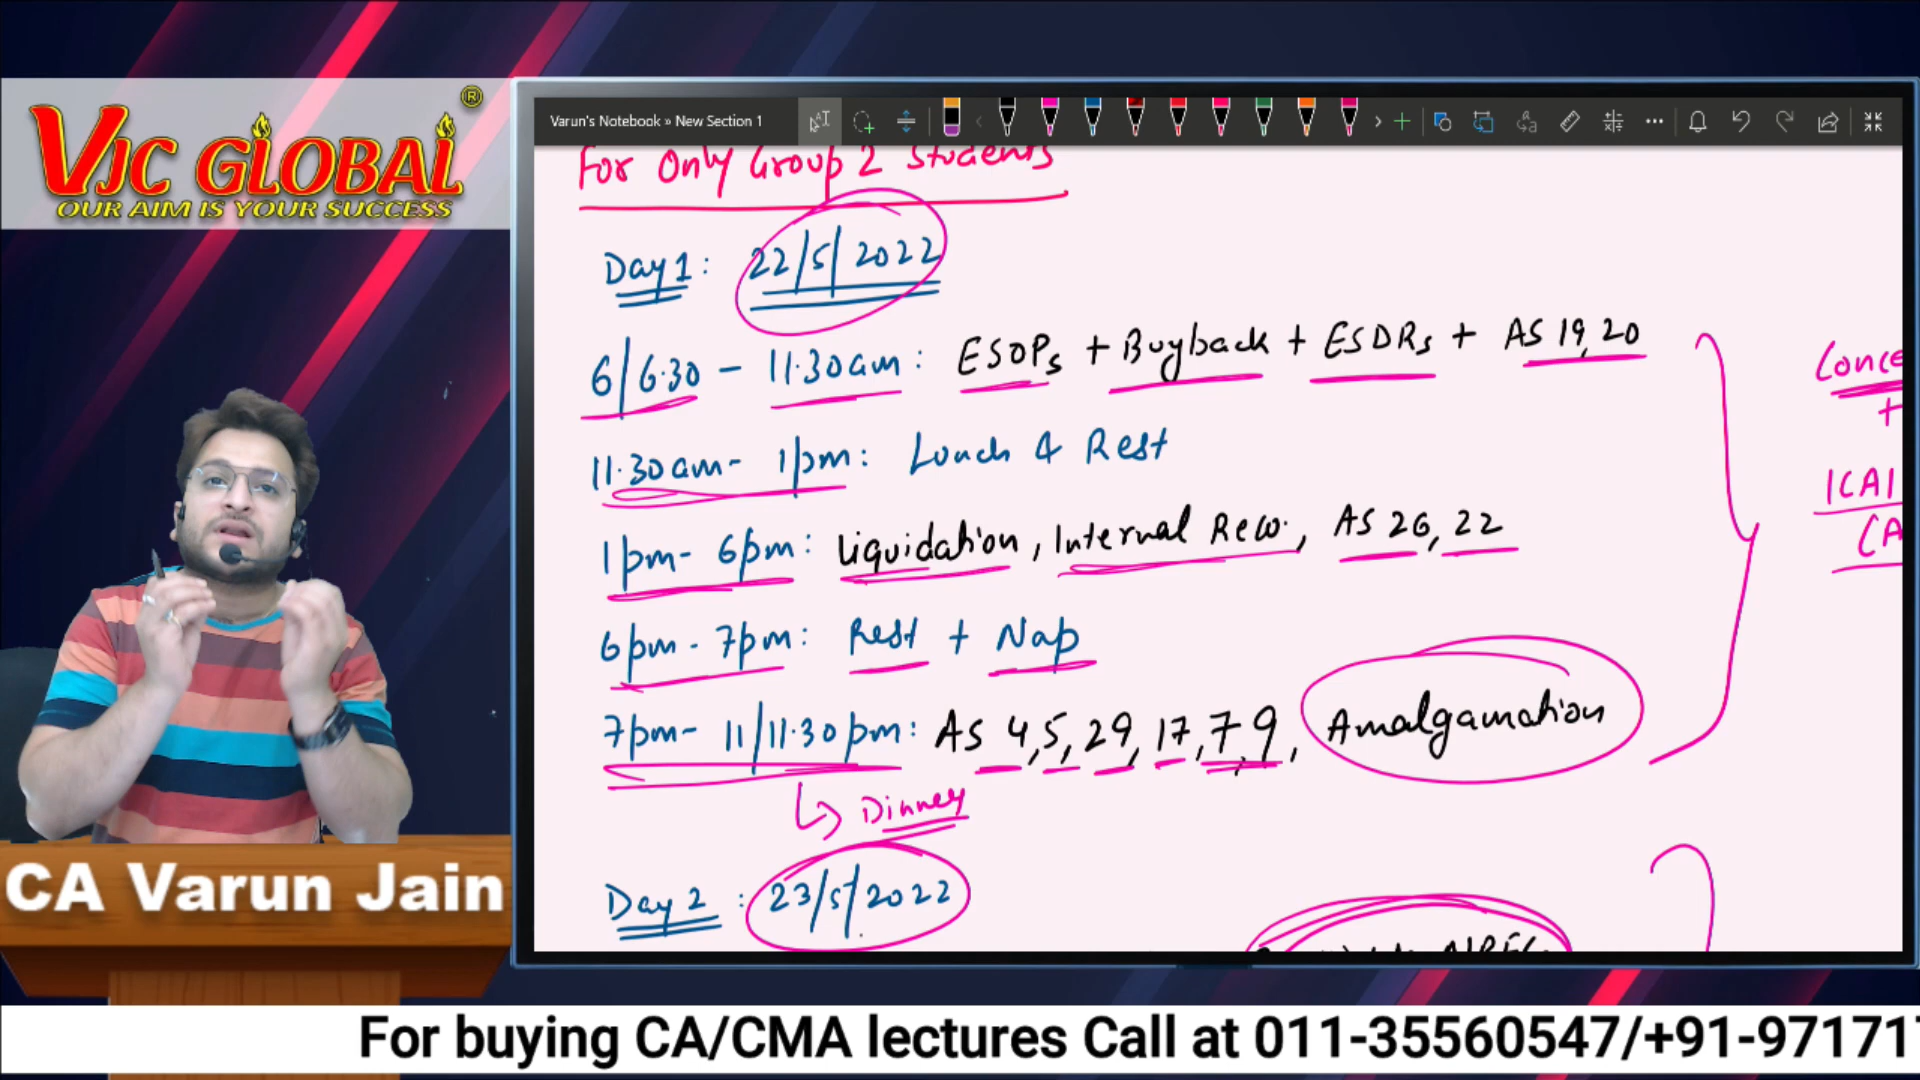 VJC GLOBAL ®
OUR AIM IS YOUR SUCCESS
Varun's Notebook » New Section 1
For Only Group 2 Students
Day 1: 22/5/2022
6/6.30 - 11.30am: ESOPs + Buyback + ESDRs + AS 19, 20
11.30am - 1pm: Lunch & Rest
1pm - 6pm: Liquidation, Internal Reco., AS 26, 22
6pm - 7pm: Rest + Nap
7pm - 11/11.30pm: AS 4, 5, 29, 17, 7, 9, Amalgamation
↳ Dinner
Day 2 : 23/5/2022
Conce
+
ICAI
CA
CA Varun Jain
For buying CA/CMA lectures Call at 011-35560547/+91-97171